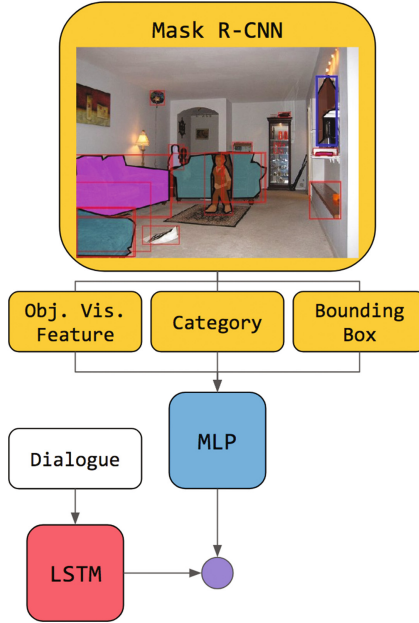 Mask R-CNN
Obj. Vis.
Feature
Category
Bounding
Box
MLP
Dialogue
LSTM